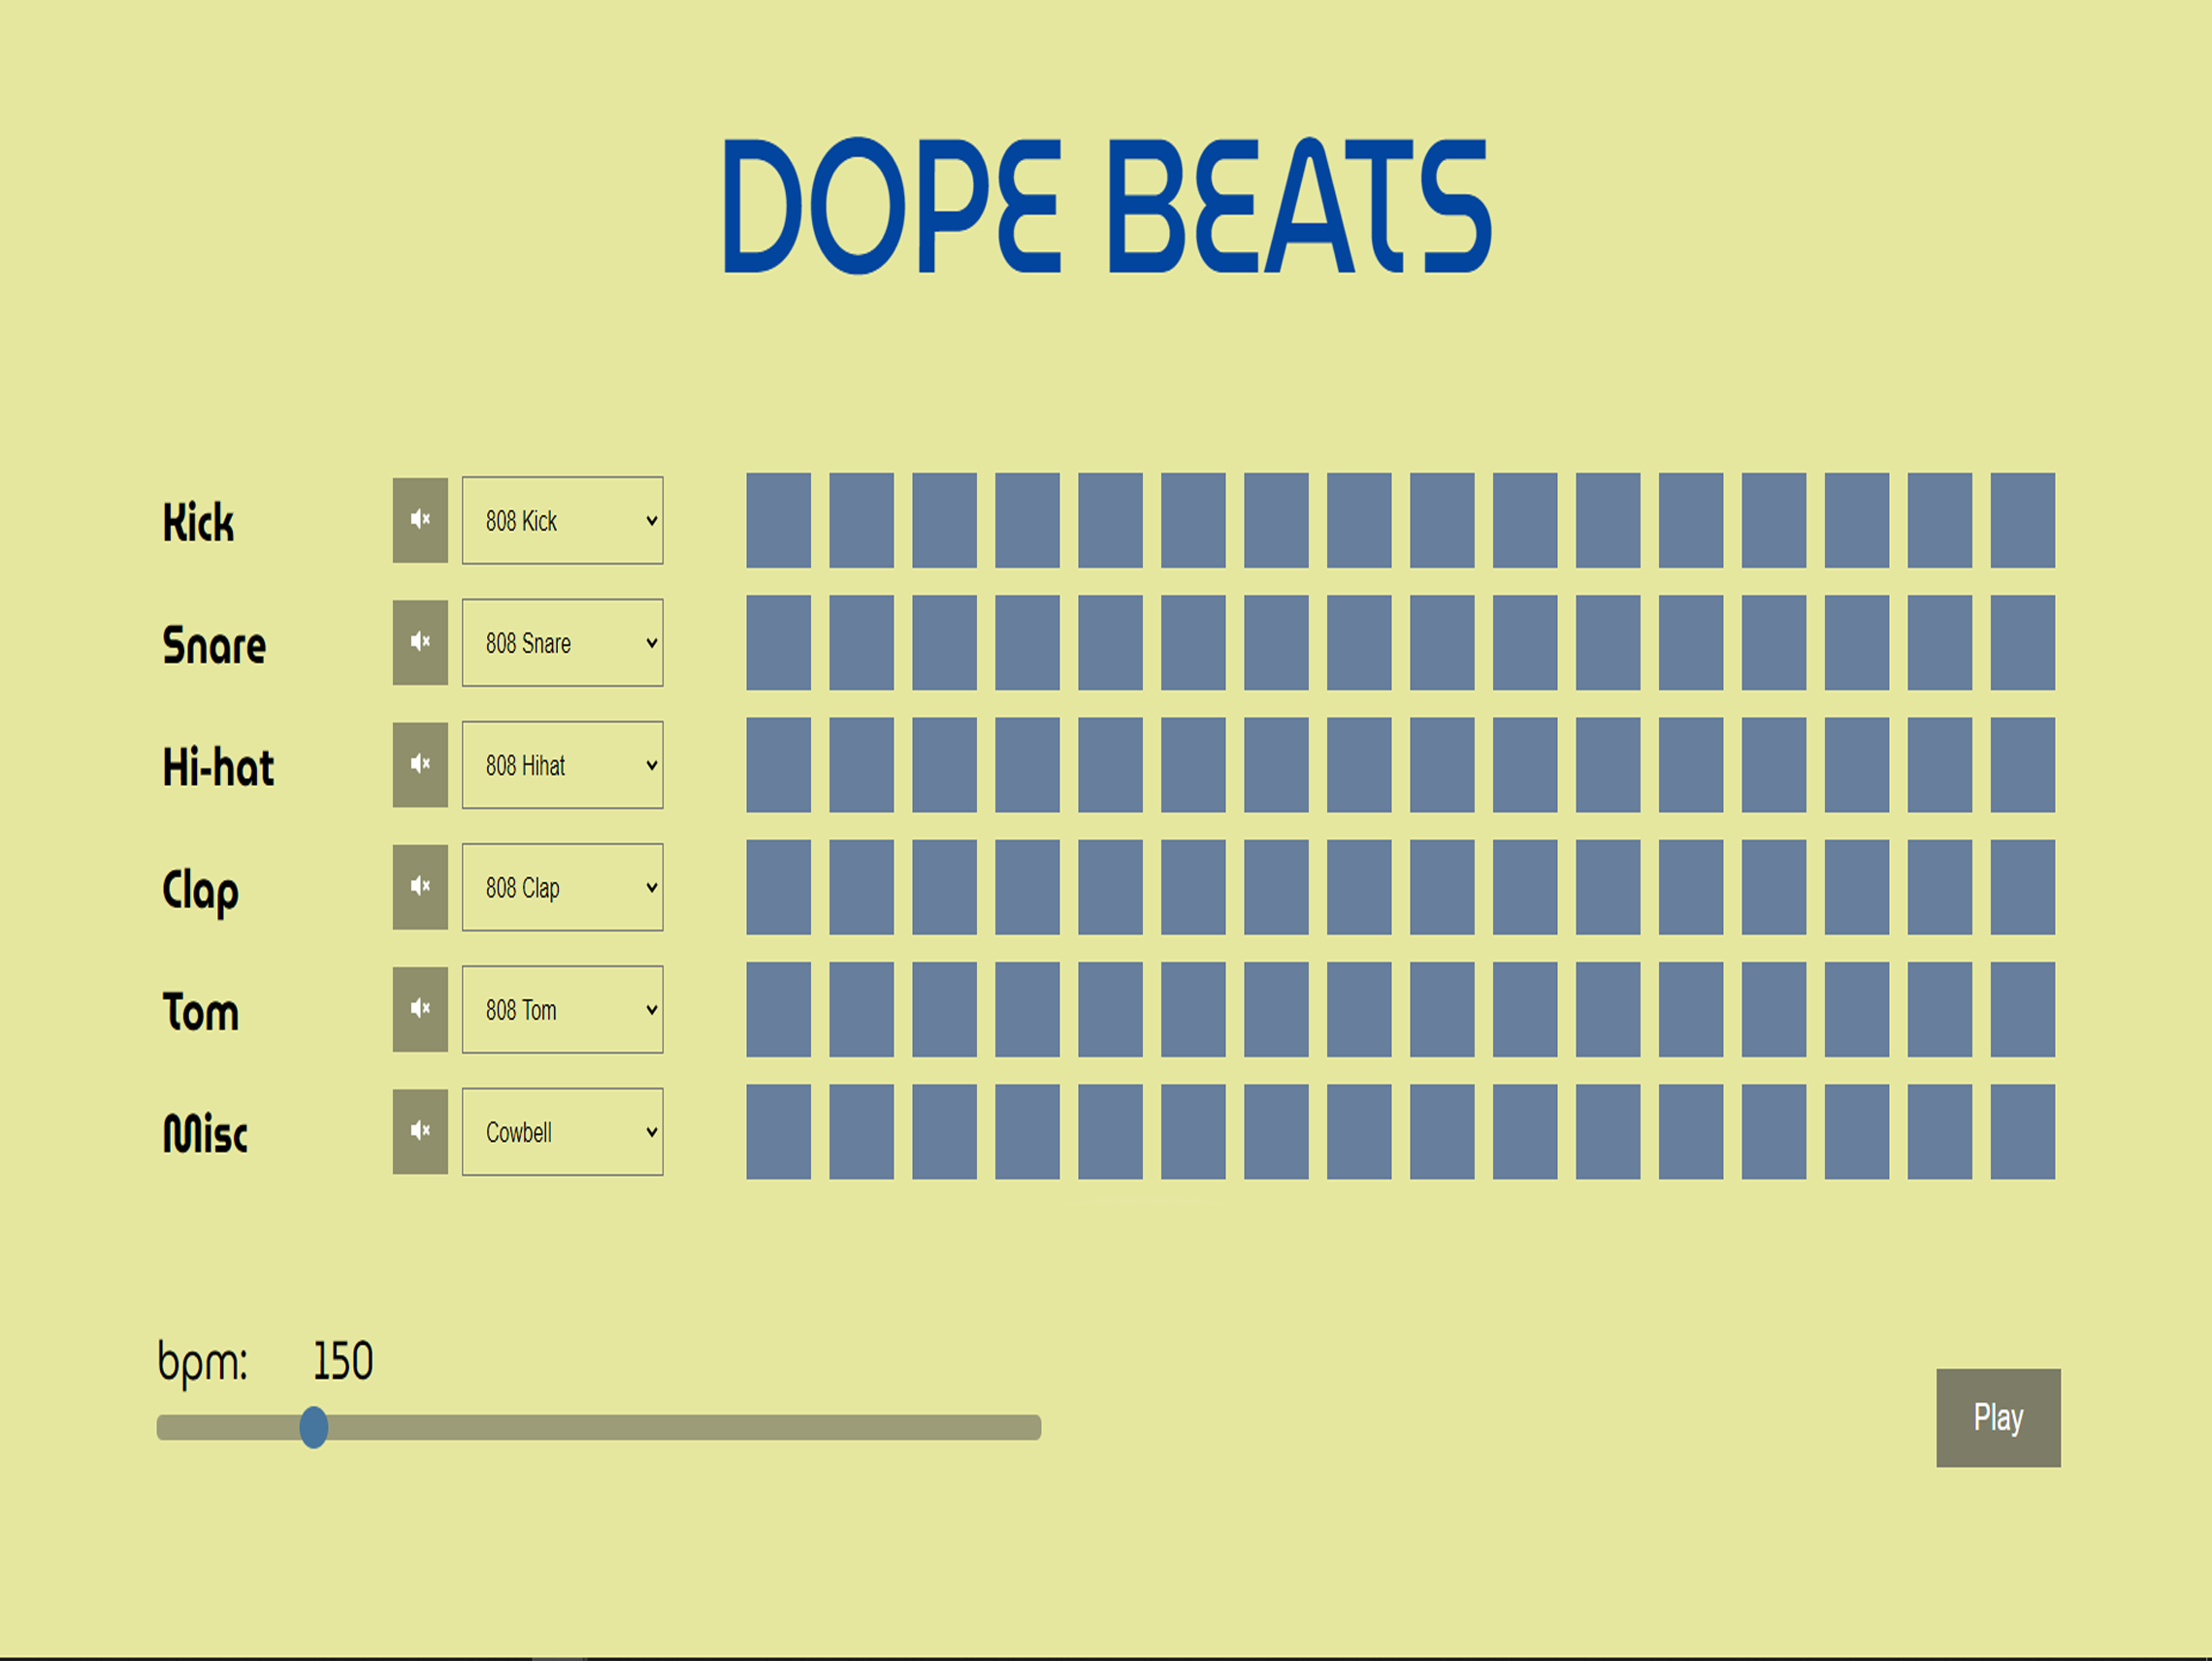 DOPE BEATS
Kick 808 Kick
Snare 808 Snare
Hi-hat 808 Hihat
Clap 808 Clap
Tom 808 Tom
Misc Cowbell
bpm: 150
Play